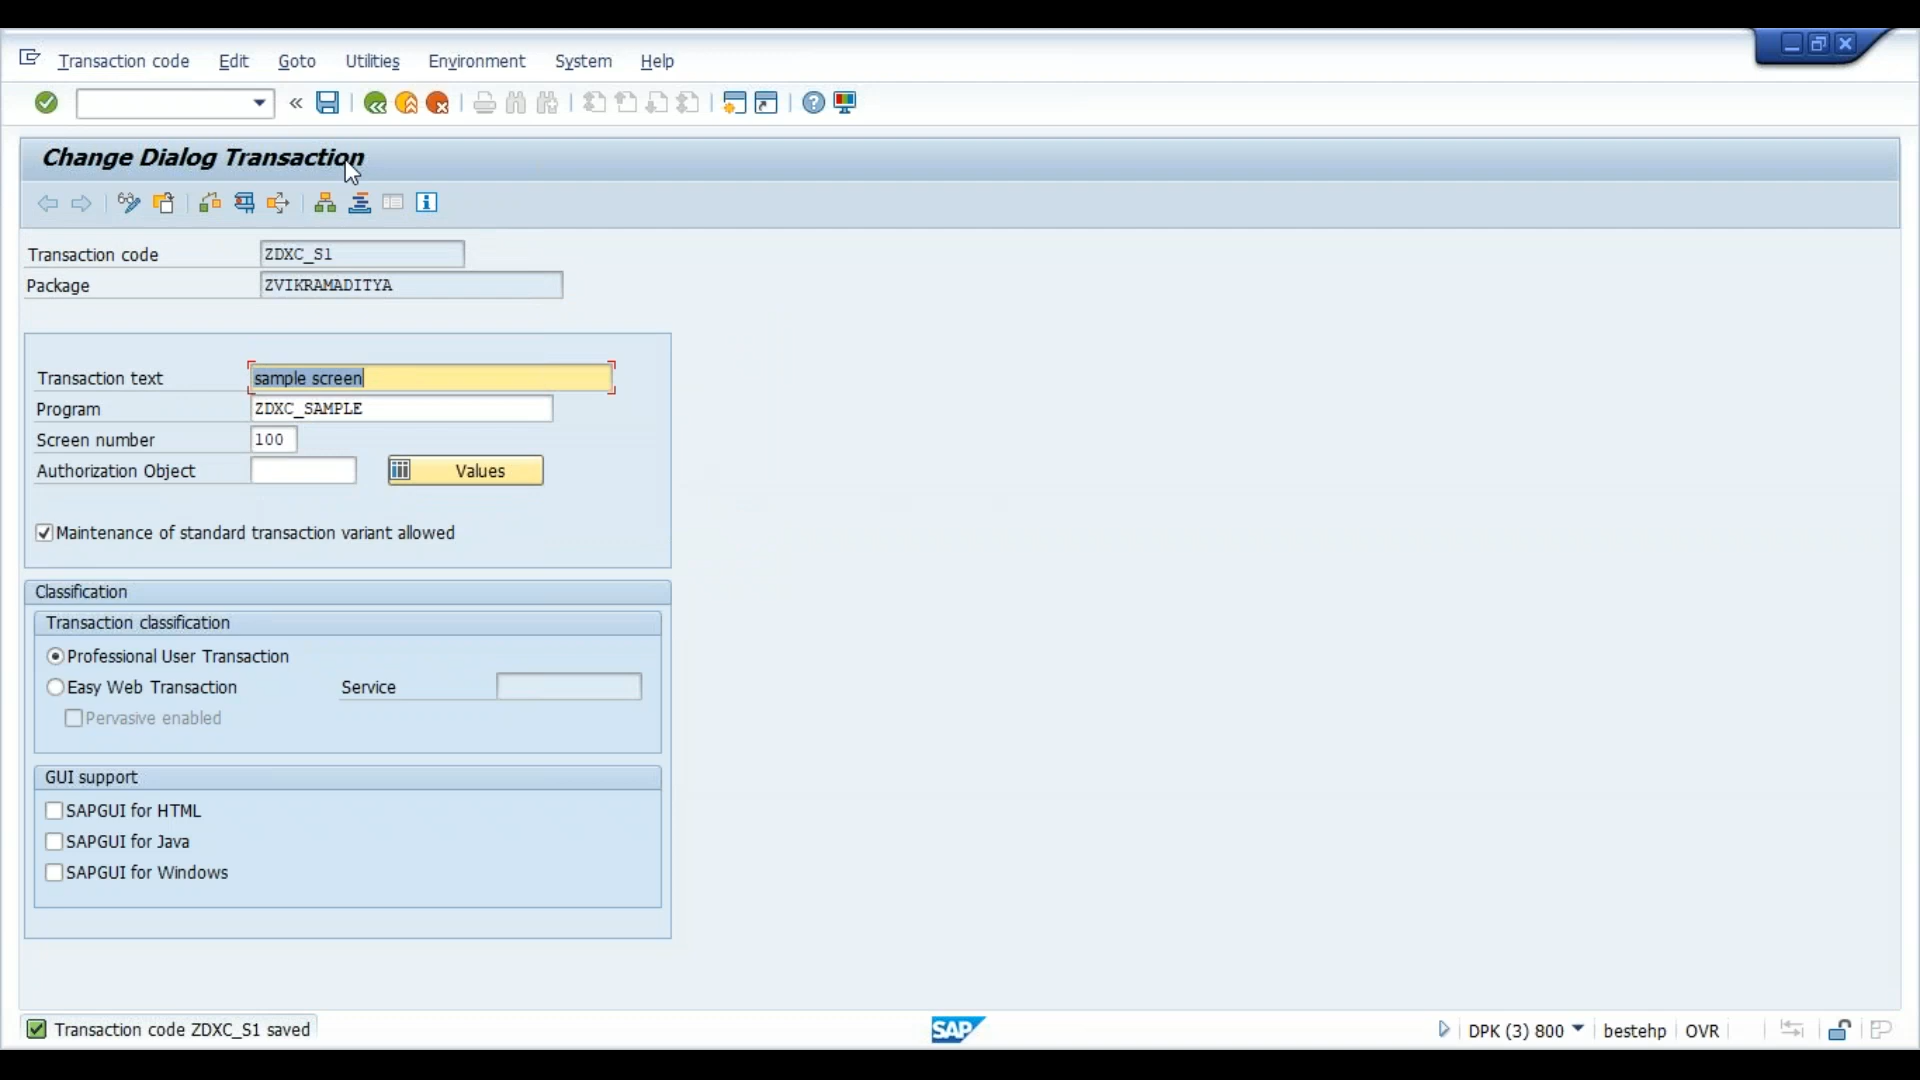 Transaction code Edit Goto Utilities Environment System Help
Change Dialog Transaction
Transaction code ZDXC_S1
Package ZVIKRAMADITYA
Transaction text sample screen
Program ZDXC_SAMPLE
Screen number 100
Authorization Object Values
Maintenance of standard transaction variant allowed
Classification
Transaction classification
Professional User Transaction
Easy Web Transaction Service
Pervasive enabled
GUI support
SAPGUI for HTML
SAPGUI for Java
SAPGUI for Windows
Transaction code ZDXC_S1 saved SAP DPK (3) 800 bestehp OVR